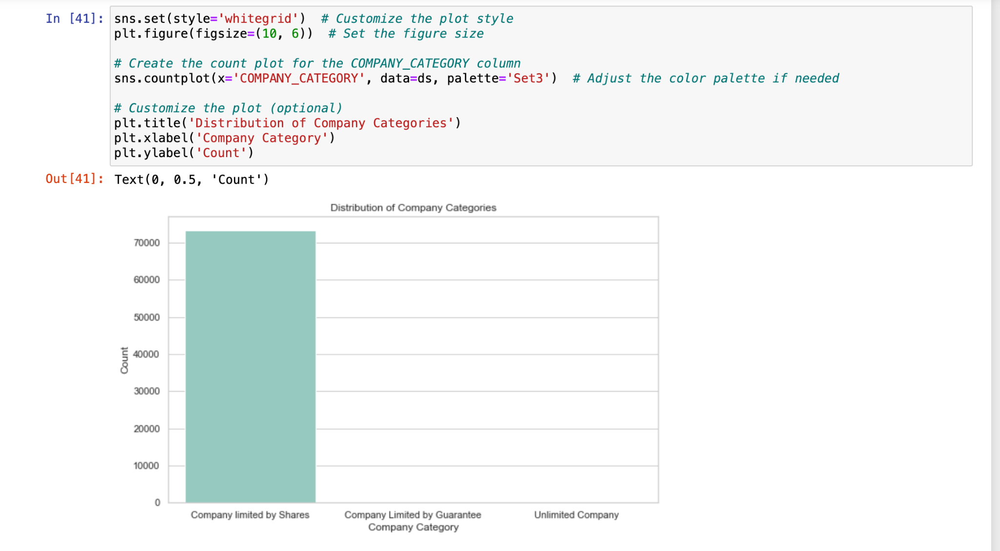 In [41]: sns.set(style='whitegrid')  # Customize the plot style
plt.figure(figsize=(10, 6))  # Set the figure size
# Create the count plot for the COMPANY_CATEGORY column
sns.countplot(x='COMPANY_CATEGORY', data=ds, palette='Set3')  # Adjust the color palette if needed
# Customize the plot (optional)
plt.title('Distribution of Company Categories')
plt.xlabel('Company Category')
plt.ylabel('Count')
Out[41]: Text(0, 0.5, 'Count')
Distribution of Company Categories
70000
60000
50000
40000
30000
20000
10000
0
Count
Company limited by Shares
Company Limited by Guarantee
Unlimited Company
Company Category